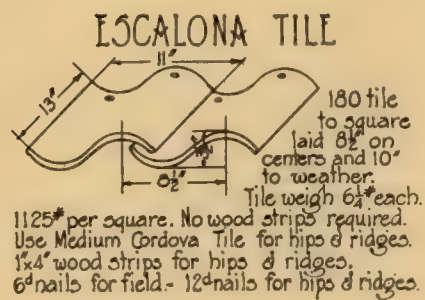 ESCALONA TILE
11"
13"
8½"
180 tile
to square
laid 8½" on
centers and 10"
to weather.
Tile weigh 6¼# each.
1125# per square. No wood strips required.
Use Medium Cordova Tile for hips & ridges.
1"x4" wood strips for hips & ridges.
6d nails for field.- 12d nails for hips & ridges.